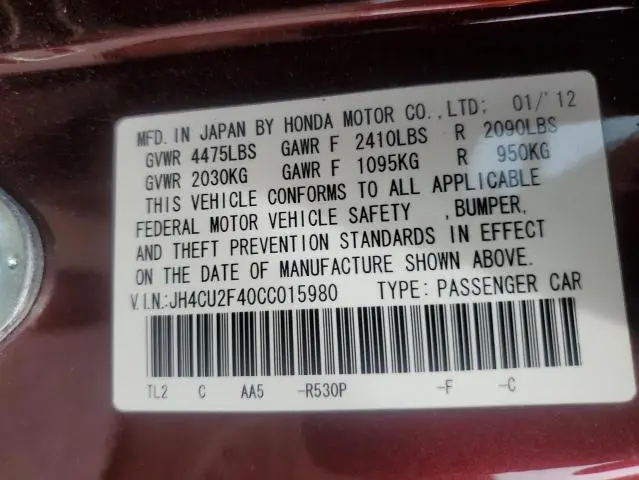 MFD. IN JAPAN BY HONDA MOTOR CO., LTD; 01/'12
GVWR 4475LBS GAWR F 2410LBS R 2090LBS
GVWR 2030KG GAWR F 1095KG R 950KG
THIS VEHICLE CONFORMS TO ALL APPLICABLE
FEDERAL MOTOR VEHICLE SAFETY , BUMPER,
AND THEFT PREVENTION STANDARDS IN EFFECT
ON THE DATE OF MANUFACTURE SHOWN ABOVE.
V.I.N.:JH4CU2F40CC015980 TYPE: PASSENGER CAR
TL2 C AA5 -R530P -F -C